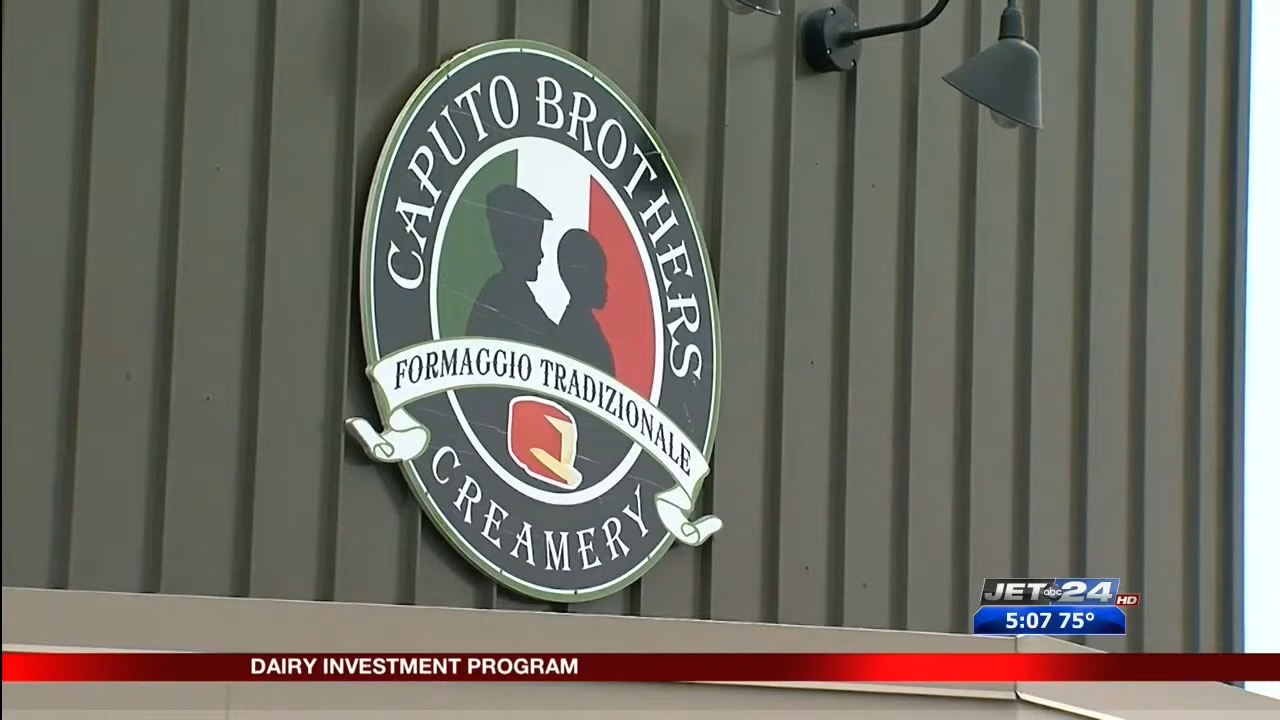 CAPUTO BROTHERS
FORMAGGIO TRADIZIONALE
CREAMERY
JET abc 24 HD
5:07 75°
DAIRY INVESTMENT PROGRAM